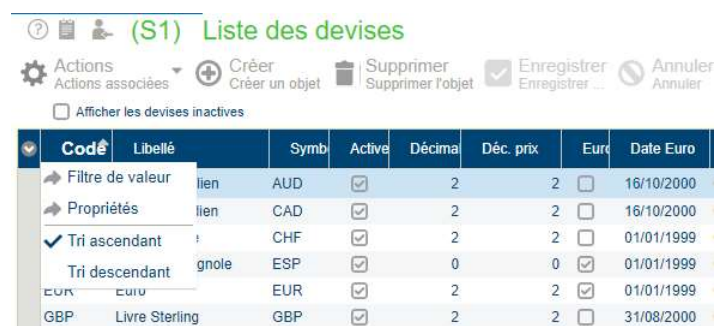 (S1) Liste des devises
Actions Créer Supprimer Enregistrer Annuler
Actions associées Créer un objet Supprimer l'objet Enregistrer ... Annuler
Afficher les devises inactives
Code Libellé Symb Active Décimal Déc. prix Euro Date Euro
Filtre de valeur lien AUD 2 2 16/10/2000
Propriétés lien CAD 2 2 16/10/2000
Tri ascendant CHF 2 2 01/01/1999
Tri descendant gnole ESP 0 0 01/01/1999
EUR Euro EUR 2 2 01/01/1999
GBP Livre Sterling GBP 2 2 31/08/2000